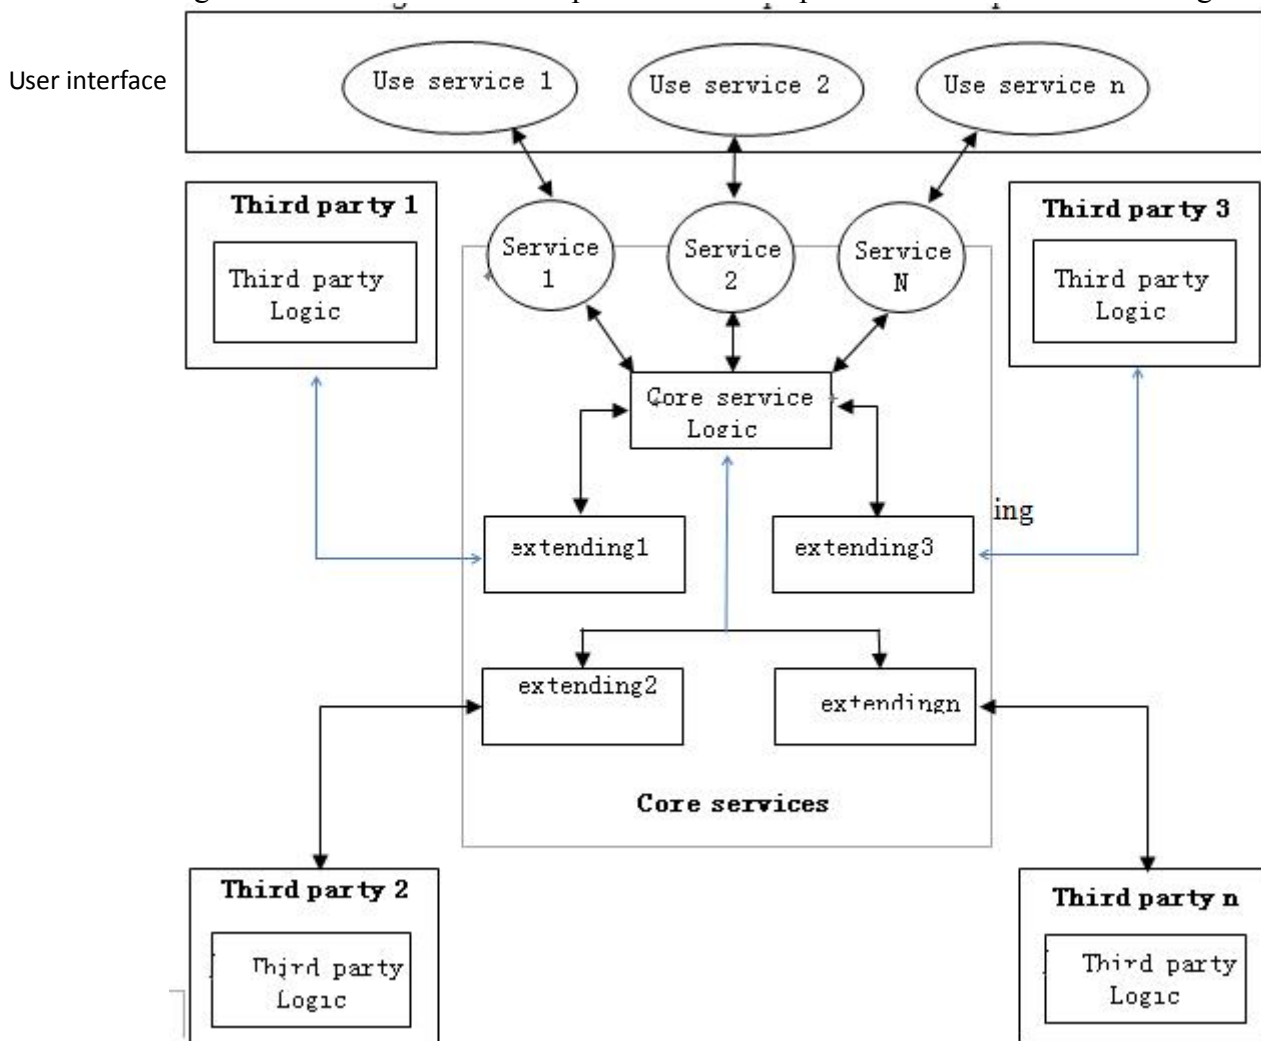 User interface
Use service 1
Use service 2
Use service n
Third party 1
Third party
Logic
Service
1
Service
2
Service
N
Third party 3
Third party
Logic
Core service
Logic
extending1
extending3
ing
extending2
extendingn
Core services
Third party 2
Third party
Logic
Third party n
Third party
Logic